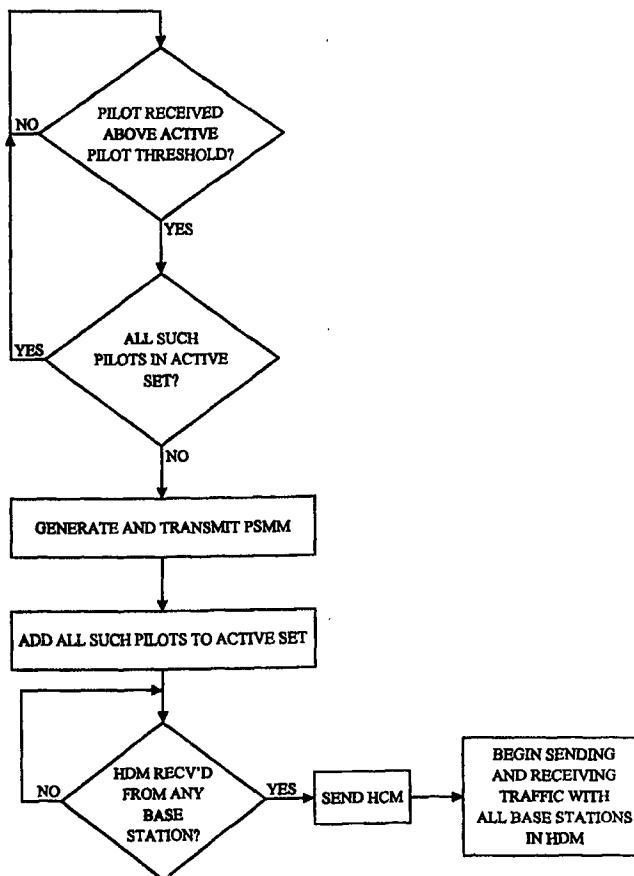 PILOT RECEIVED
ABOVE ACTIVE
PILOT THRESHOLD?
NO
YES
ALL SUCH
PILOTS IN ACTIVE
SET?
YES
NO
GENERATE AND TRANSMIT PSMM
ADD ALL SUCH PILOTS TO ACTIVE SET
HDM RECV'D
FROM ANY
BASE
STATION?
NO
YES
SEND HCM
BEGIN SENDING
AND RECEIVING
TRAFFIC WITH
ALL BASE STATIONS
IN HDM